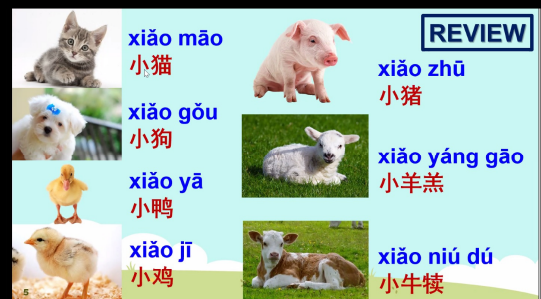 REVIEW
xiǎo māo
小猫
xiǎo gǒu
小狗
xiǎo yā
小鸭
xiǎo jī
小鸡
xiǎo zhū
小猪
xiǎo yáng gāo
小羊羔
xiǎo niú dú
小牛犊
5